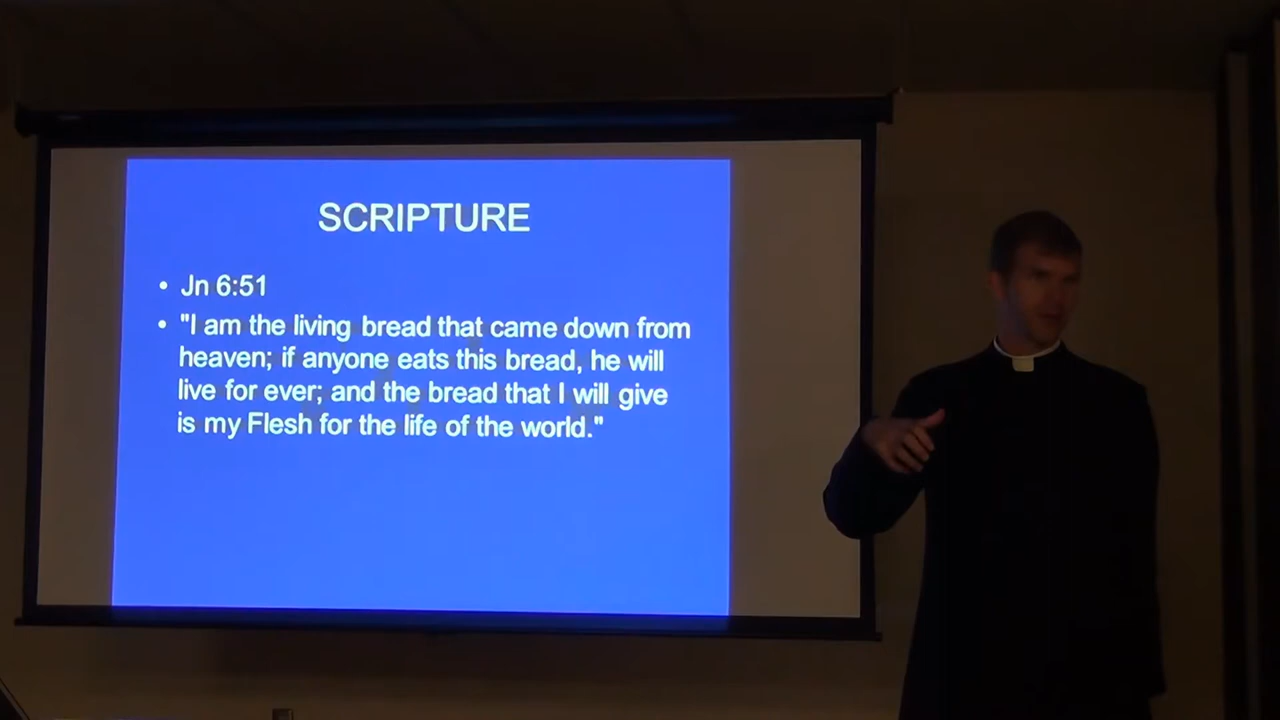 SCRIPTURE
• Jn 6:51
• "I am the living bread that came down from
heaven; if anyone eats this bread, he will
live for ever; and the bread that I will give
is my Flesh for the life of the world."